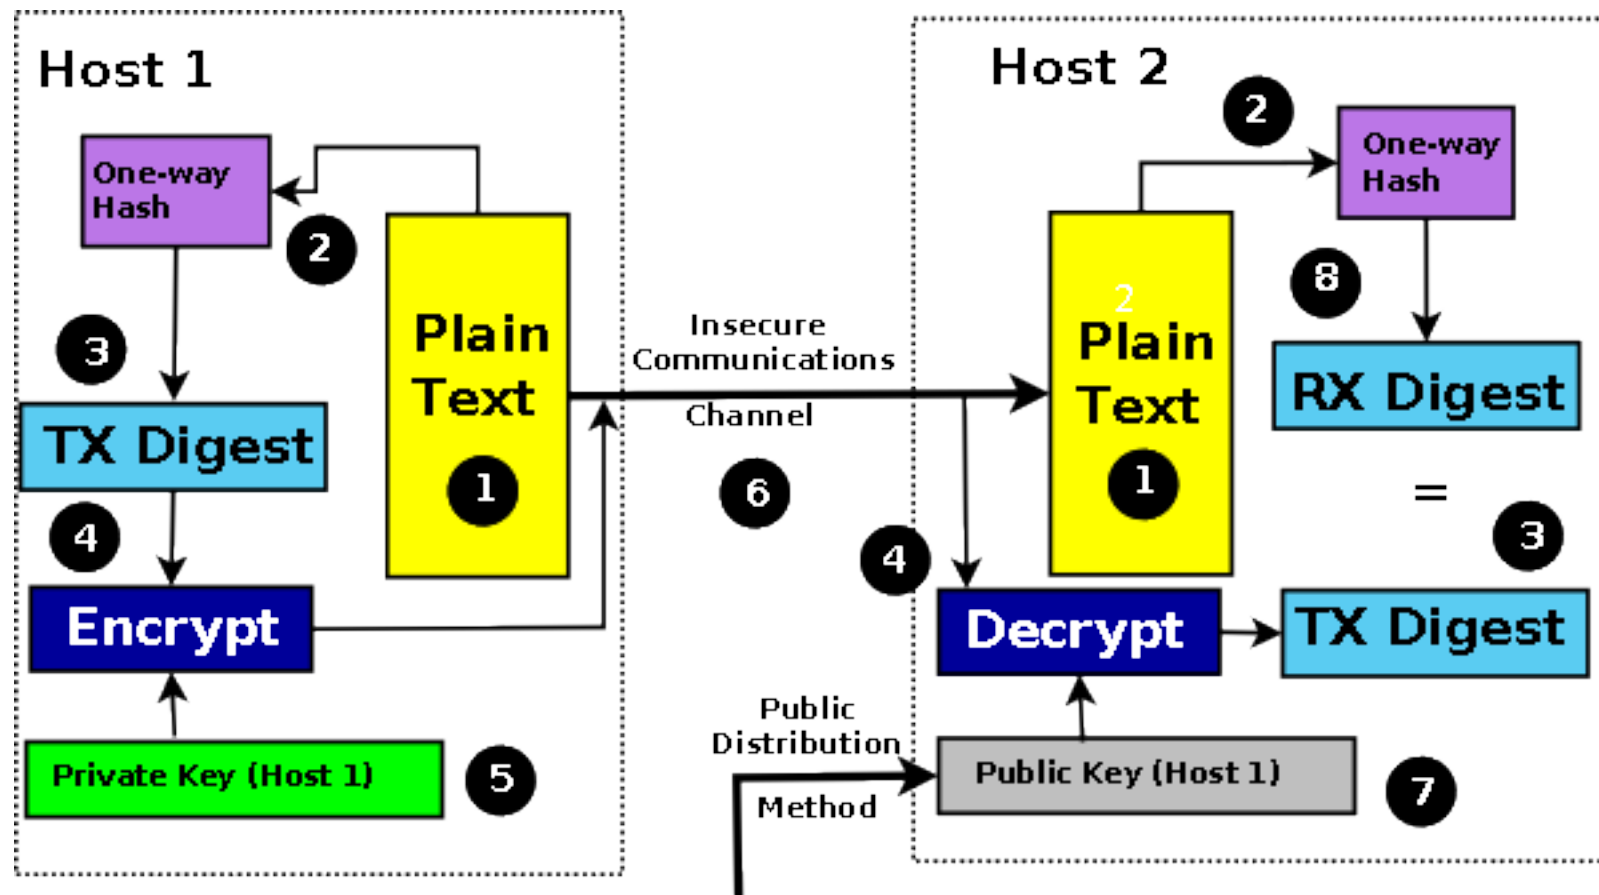 Host 1
One-way
Hash
2
3
TX Digest
4
Encrypt
Private Key (Host 1)
5
Plain
Text
1
Insecure
Communications
Channel
6
Public
Distribution
Method
Host 2
2
One-way
Hash
8
RX Digest
=
3
TX Digest
2
Plain
Text
1
4
Decrypt
Public Key (Host 1)
7